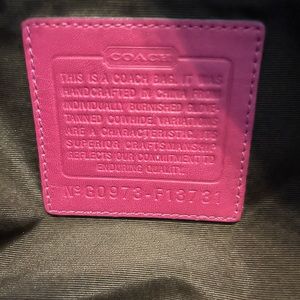 COACH
THIS IS A COACH BAG. IT WAS
HANDCRAFTED IN CHINA FROM
INDIVIDUALLY BURNISHED GLOVE
TANNED COWHIDE. VARIATIONS
ARE A CHARACTERISTIC. ITS
SUPERIOR CRAFTSMANSHIP
REFLECTS OUR COMMITMENT TO
ENDURING QUALITY.
Nº 80973-F13731